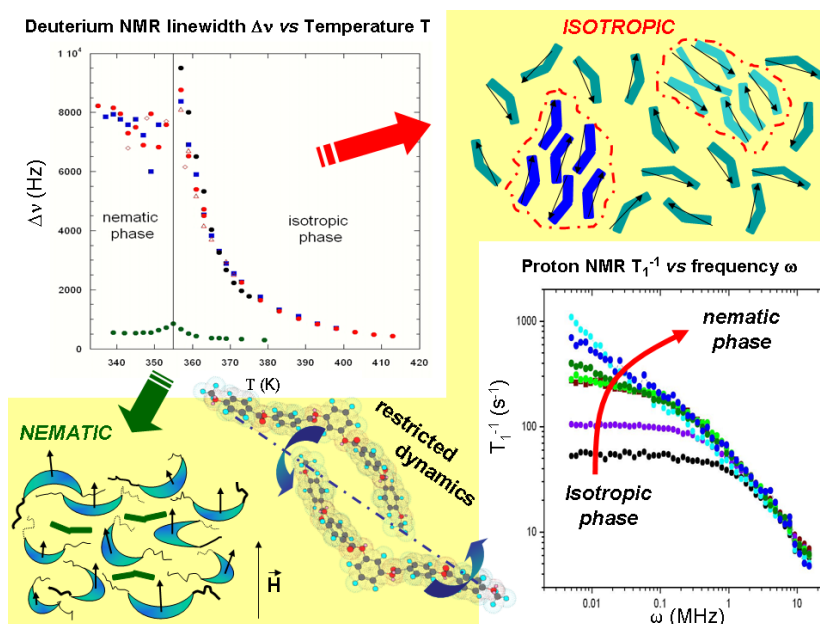 Deuterium NMR linewidth Δν vs Temperature T
1 10⁴
8000
6000
4000
2000
0
Δν (Hz)
nematic
phase
isotropic
phase
340 350 360 370 380 390 400 410 420
T (K)
ISOTROPIC
NEMATIC
H
restricted
dynamics
Proton NMR T₁⁻¹ vs frequency ω
1000
100
10
T₁⁻¹ (s⁻¹)
nematic
phase
Isotropic
phase
0.01 0.1 1 10
ω (MHz)